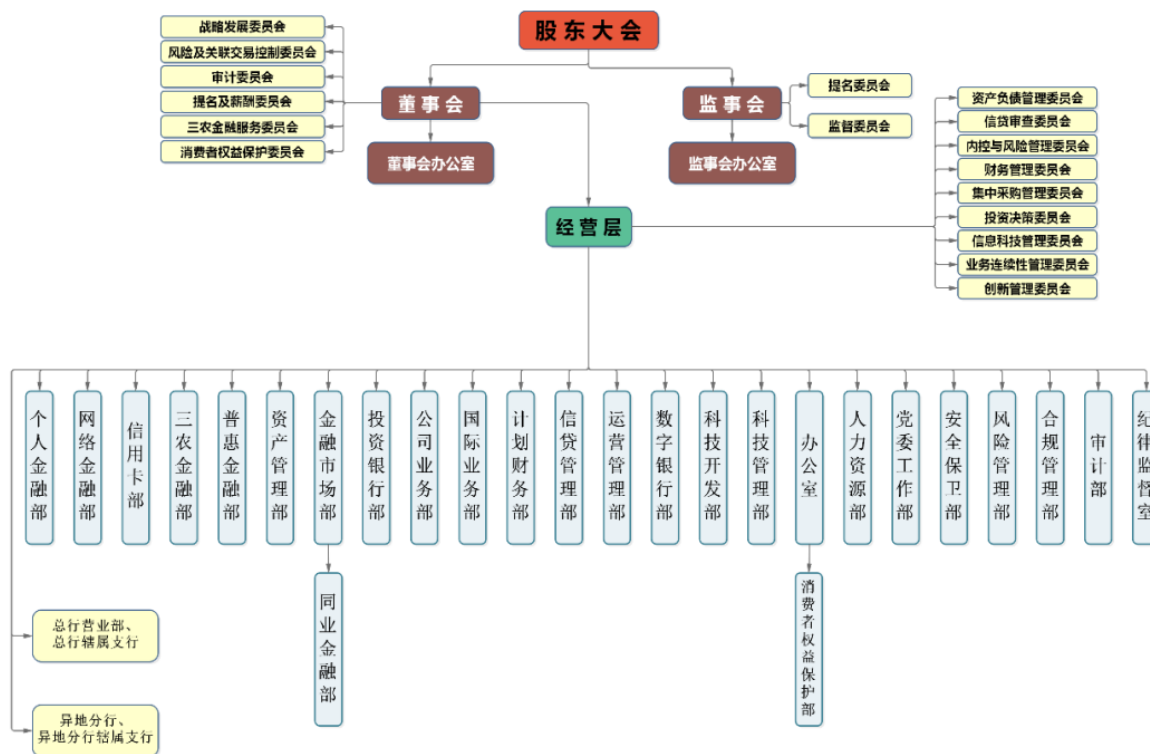 股东大会
战略发展委员会
风险及关联交易控制委员会
审计委员会
提名及薪酬委员会
三农金融服务委员会
消费者权益保护委员会
董事会
董事会办公室
监事会
监事会办公室
提名委员会
监督委员会
经营层
资产负债管理委员会
信贷审查委员会
内控与风险管理委员会
财务管理委员会
集中采购管理委员会
投资决策委员会
信息科技管理委员会
业务连续性管理委员会
创新管理委员会
个人金融部
网络金融部
信用卡部
三农金融部
普惠金融部
资产管理部
金融市场部
投资银行部
公司业务部
国际业务部
计划财务部
信贷管理部
运营管理部
数字银行部
科技开发部
科技管理部
办公室
人力资源部
党委工作部
安全保卫部
风险管理部
合规管理部
审计部
纪律监督室
同业金融部
消费者权益保护部
总行营业部、
总行辖属支行
异地分行、
异地分行辖属支行